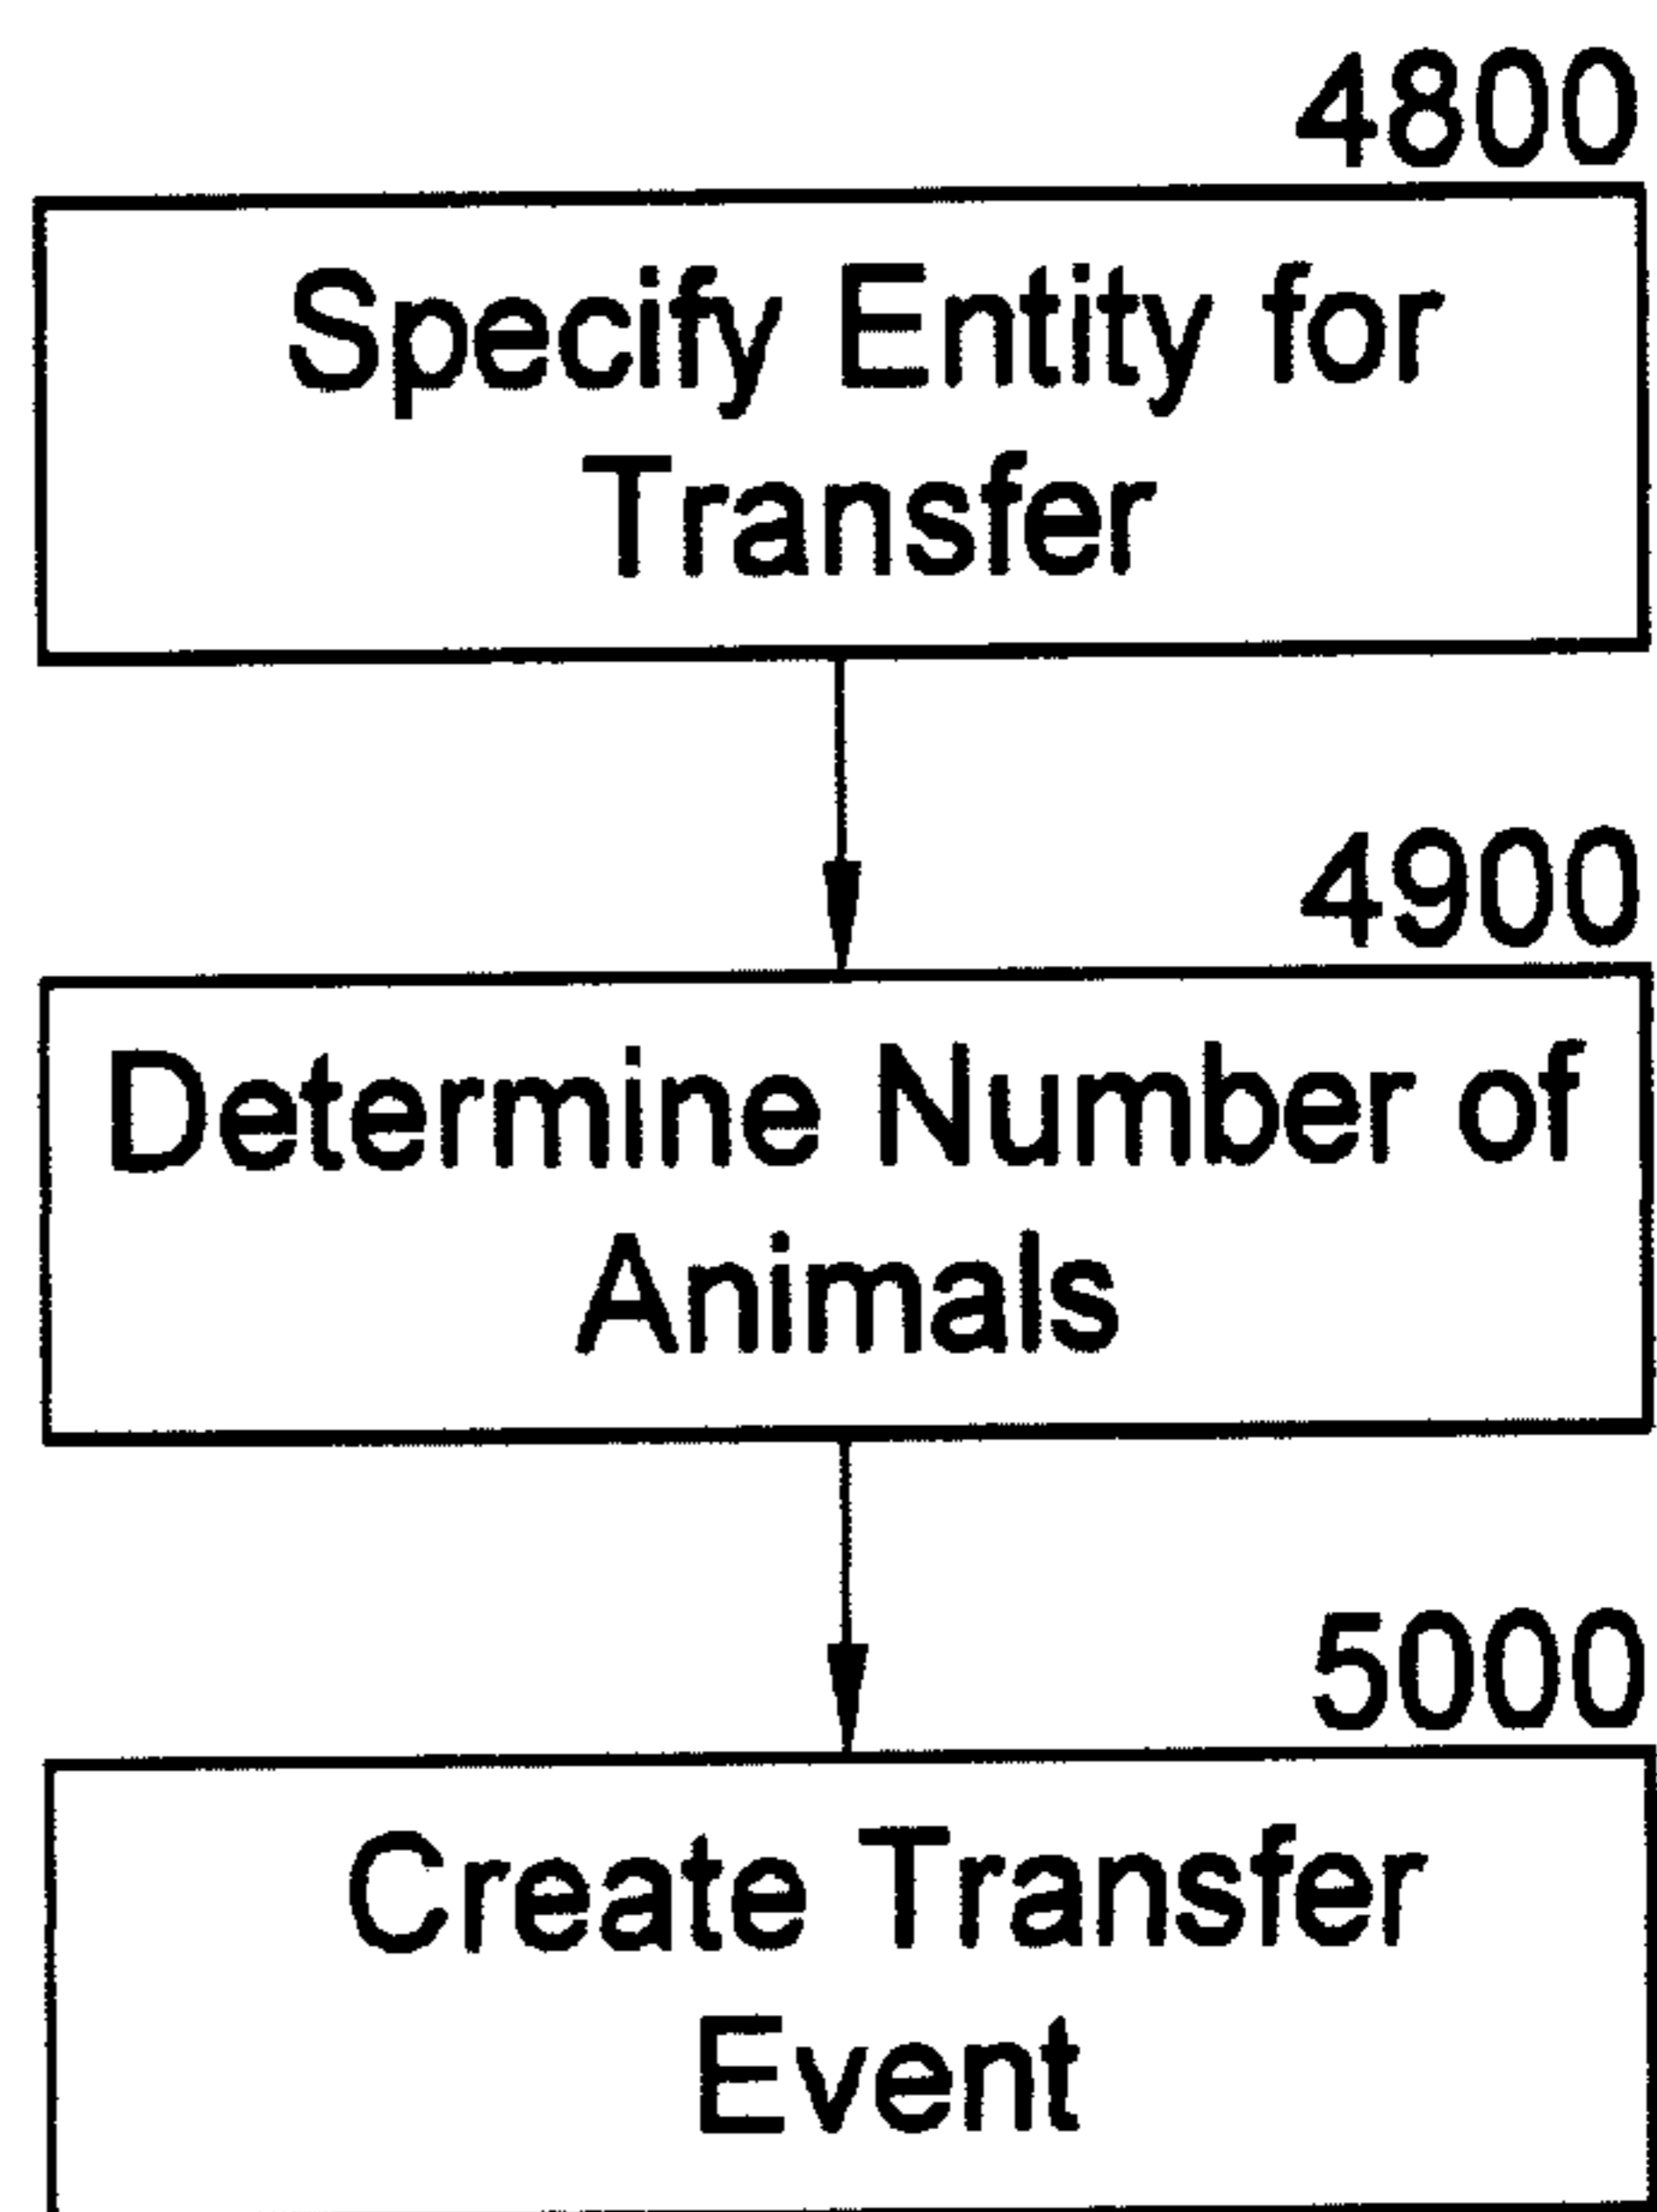 4800
Specify Entity for
Transfer
4900
Determine Number of
Animals
5000
Create Transfer
Event